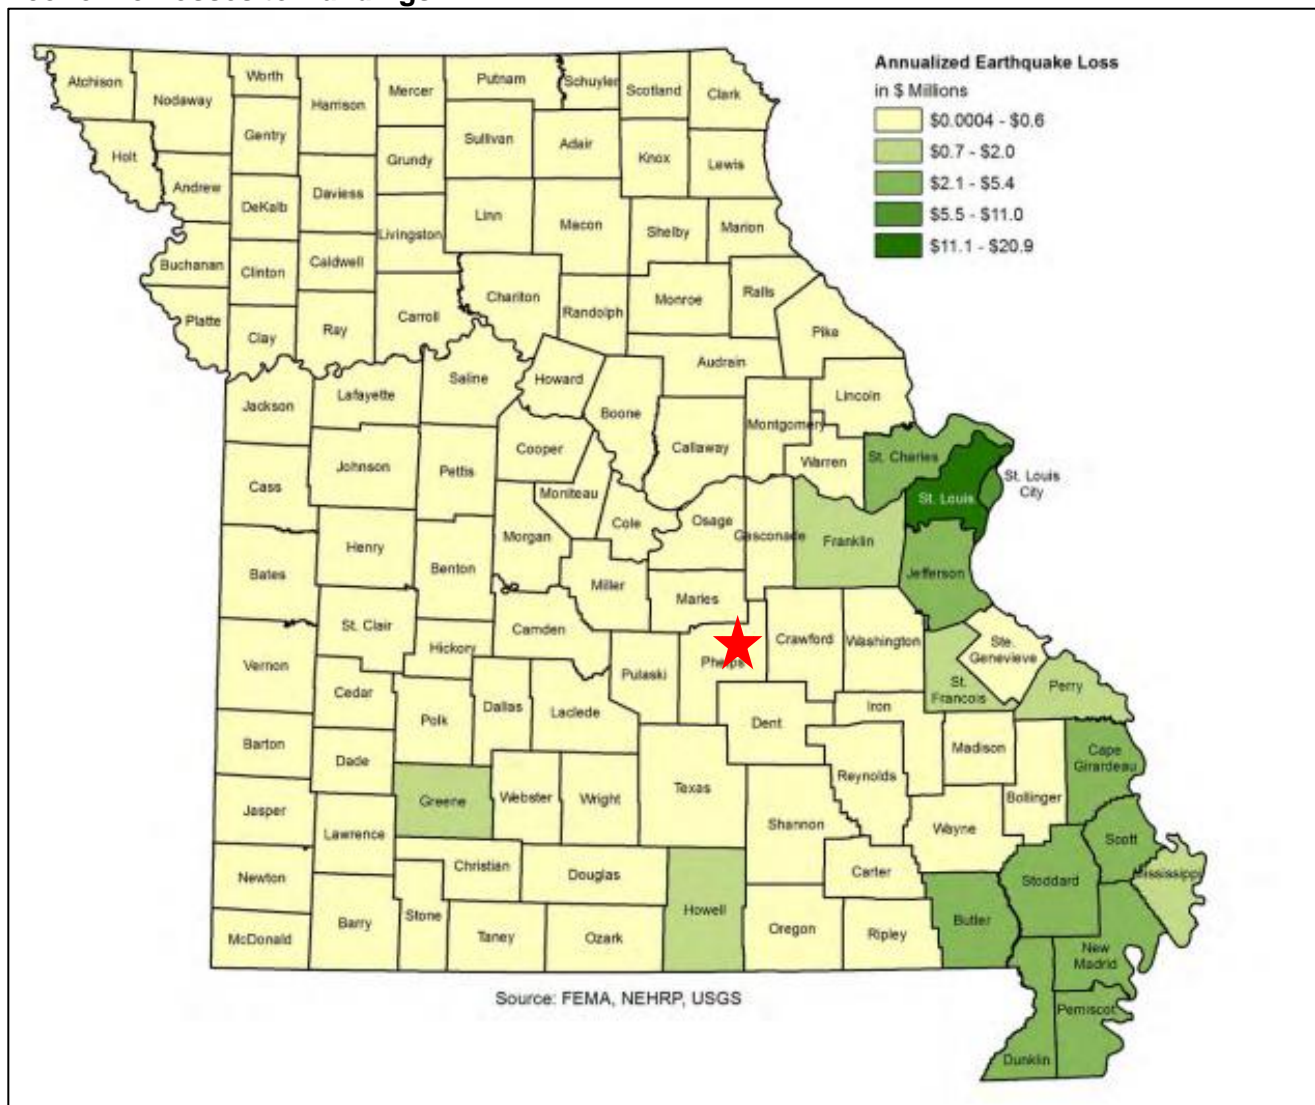 Annualized Earthquake Loss
in $ Millions
$0.0004 - $0.6
$0.7 - $2.0
$2.1 - $5.4
$5.5 - $11.0
$11.1 - $20.9
Atchison
Nodaway
Worth
Harrison
Mercer
Putnam
Schuyler
Scotland
Clark
Holt
Gentry
Sullivan
Adair
Knox
Lewis
Andrew
DeKalb
Daviess
Grundy
Livingston
Linn
Macon
Shelby
Marion
Buchanan
Clinton
Caldwell
Platte
Clay
Ray
Carroll
Chariton
Randolph
Monroe
Ralls
Pike
Audrain
Jackson
Lafayette
Saline
Howard
Boone
Callaway
Montgomery
Lincoln
Warren
St. Charles
St. Louis
St. Louis
City
Cass
Johnson
Pettis
Cooper
Moniteau
Cole
Osage
Gasconade
Franklin
Jefferson
Bates
Henry
Benton
Morgan
Miller
Maries
Vernon
St. Clair
Hickory
Camden
Pulaski
Phelps
Crawford
Washington
Ste.
Genevieve
St.
Francois
Perry
Cedar
Polk
Dallas
Laclede
Dent
Iron
Madison
Cape
Girardeau
Barton
Dade
Greene
Webster
Wright
Texas
Reynolds
Bollinger
Jasper
Lawrence
Shannon
Wayne
Scott
Newton
Christian
Douglas
Howell
Carter
Stoddard
Mississippi
McDonald
Barry
Stone
Taney
Ozark
Oregon
Ripley
Butler
New
Madrid
Pemiscot
Dunklin
Source: FEMA, NEHRP, USGS